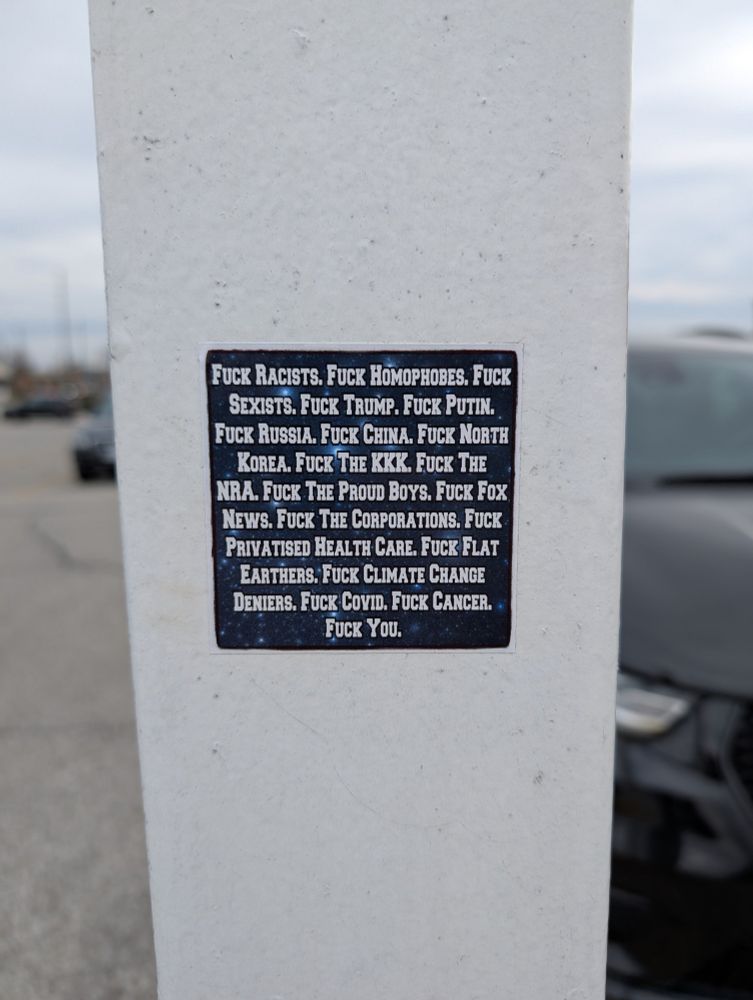 Fuck Racists. Fuck Homophobes. Fuck
Sexists. Fuck Trump. Fuck Putin.
Fuck Russia. Fuck China. Fuck North
Korea. Fuck The KKK. Fuck The
NRA. Fuck The Proud Boys. Fuck Fox
News. Fuck The Corporations. Fuck
Privatised Health Care. Fuck Flat
Earthers. Fuck Climate Change
Deniers. Fuck Covid. Fuck Cancer.
Fuck You.